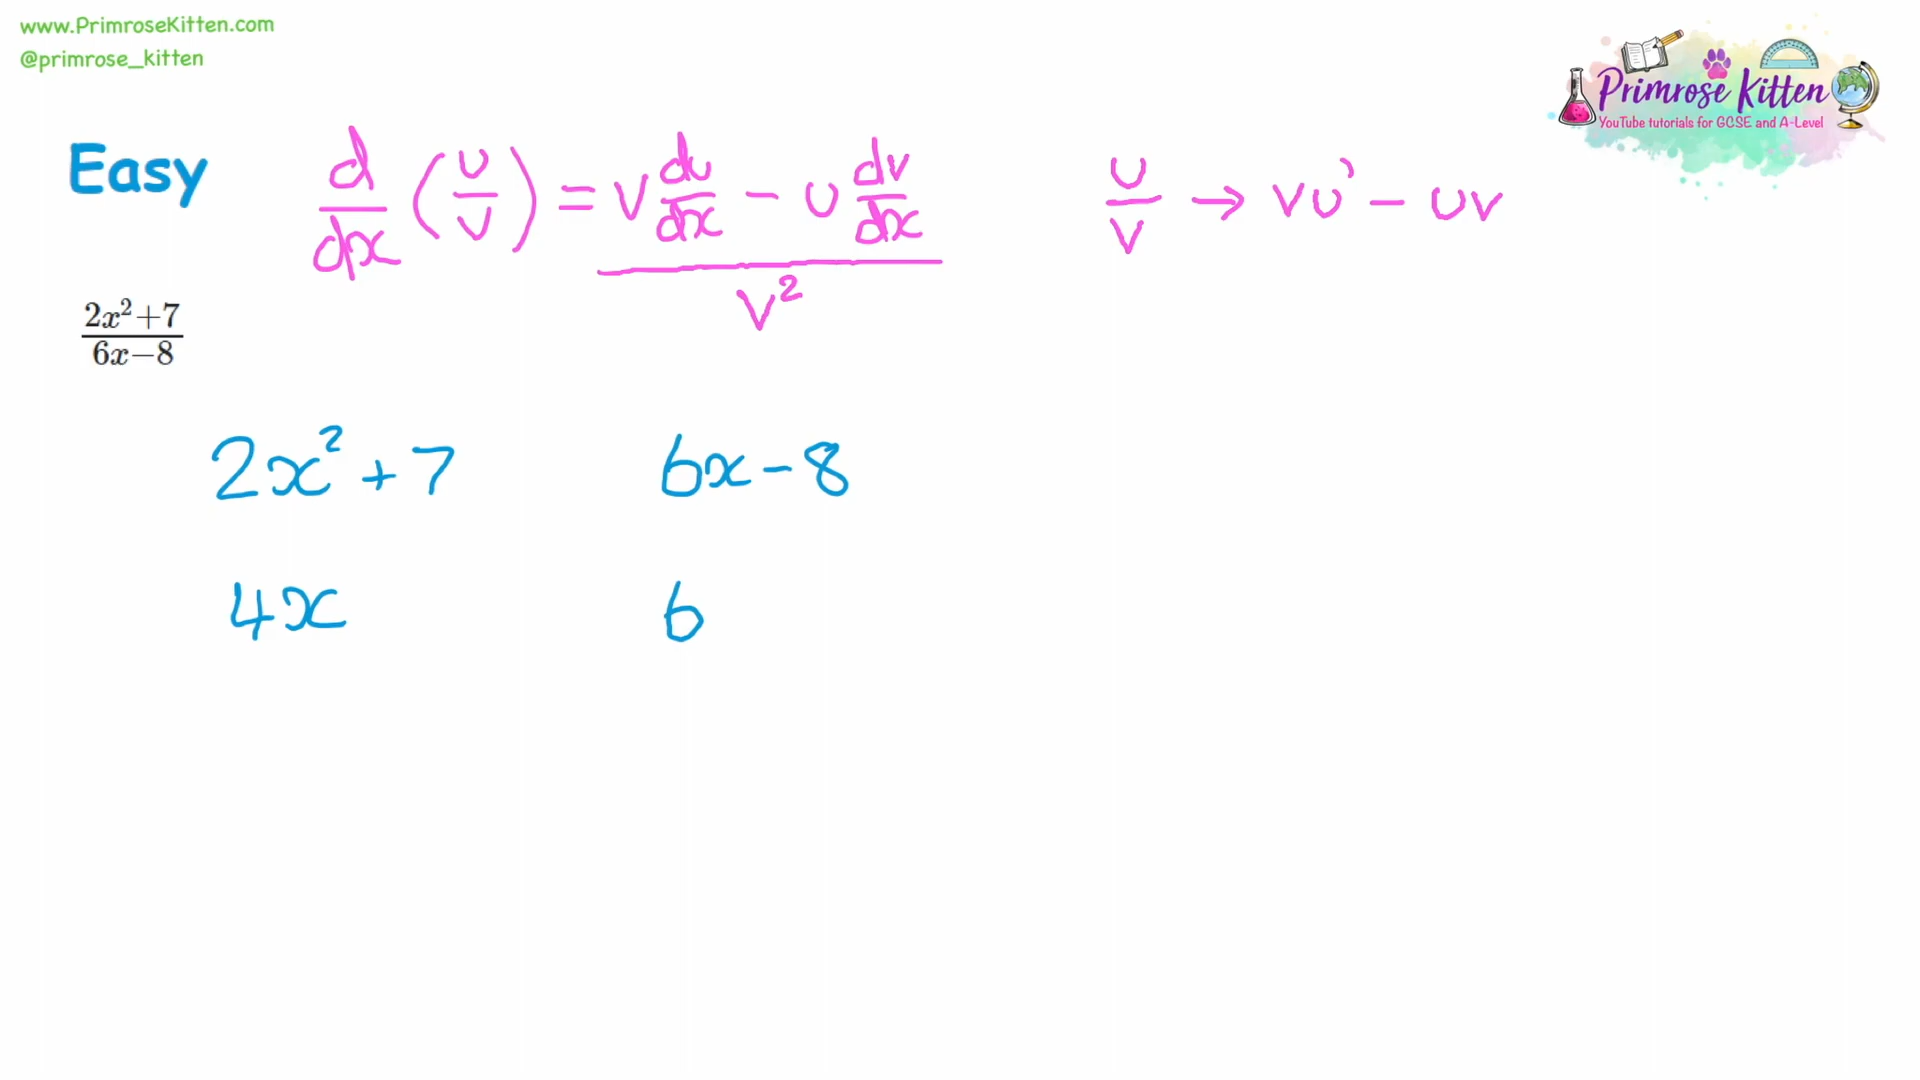 www.PrimroseKitten.com
@primrose_kitten
Primrose Kitten
YouTube tutorials for GCSE and A-Level
Easy
d/dx (u/v) = (v du/dx - u dv/dx) / v²
u/v → vu' - uv
(2x²+7)/(6x−8)
2x² + 7 6x - 8
4x 6